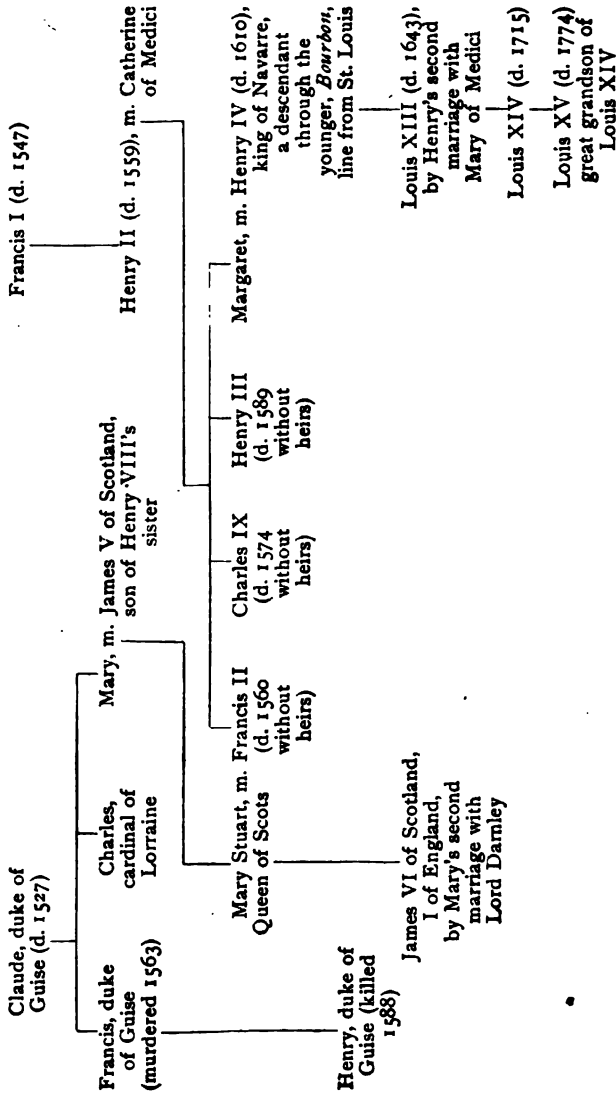 Francis I (d. 1547)
Henry II (d. 1559), m. Catherine
of Medici
Claude, duke of
Guise (d. 1527)
Francis, duke
of Guise
(murdered 1563)
Charles,
cardinal of
Lorraine
Mary, m. James V of Scotland,
son of Henry VIII's
sister
Mary Stuart, m. Francis II
Queen of Scots
(d. 1560
without
heirs)
Charles IX
(d. 1574
without
heirs)
Henry III
(d. 1589
without
heirs)
Margaret, m. Henry IV (d. 1610),
king of Navarre,
a descendant
through the
younger, Bourbon,
line from St. Louis
Henry, duke of
Guise (killed
1588)
James VI of Scotland,
I of England,
by Mary's second
marriage with
Lord Darnley
Louis XIII (d. 1643),
by Henry's second
marriage with
Mary of Medici
Louis XIV (d. 1715)
Louis XV (d. 1774)
great grandson of
Louis XIV